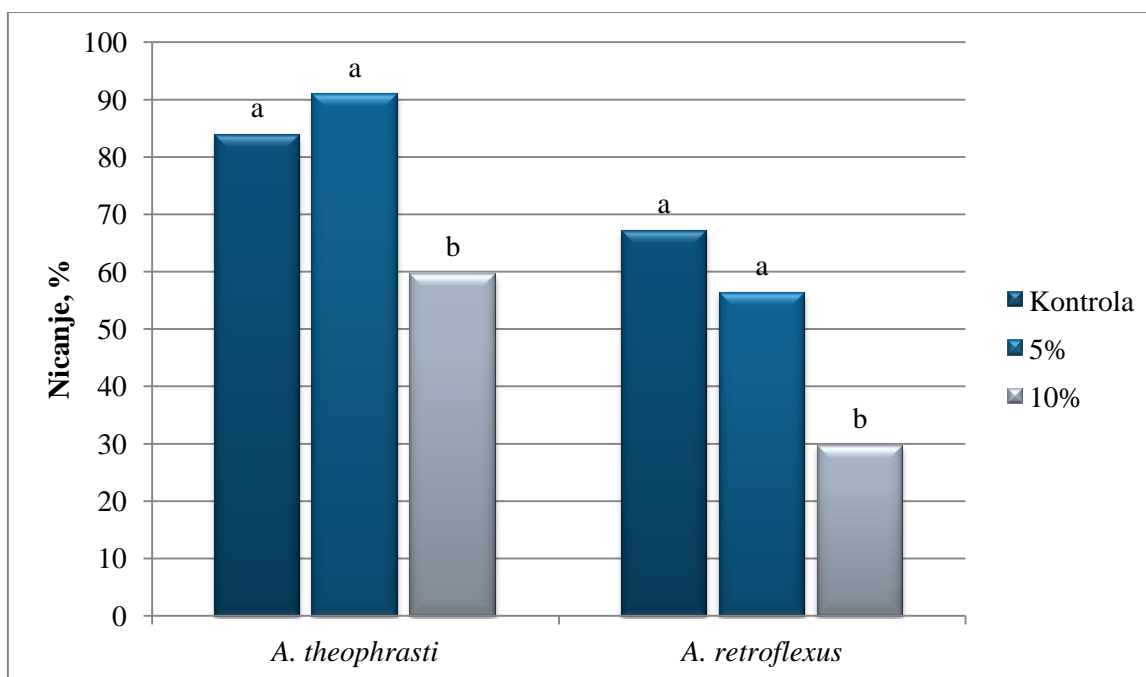 Nicanje, %
100
90
80
70
60
50
40
30
20
10
0
a
a
b
a
a
b
A. theophrasti
A. retroflexus
Kontrola
5%
10%